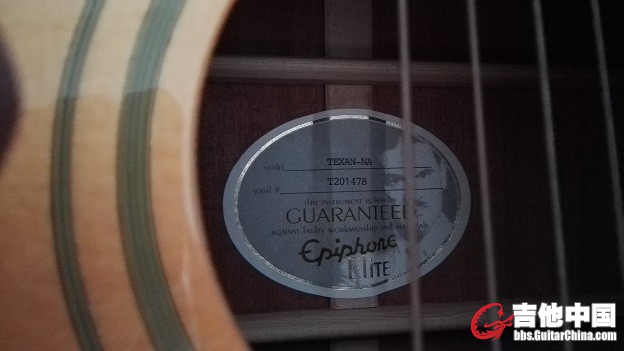 model TEXAN-NA
serial # T201478
THIS INSTRUMENT IS HEREBY
GUARANTEED
AGAINST FAULTY WORKMANSHIP AND MATERIALS
Epiphone
ELITE
吉他中国
bbs.GuitarChina.com